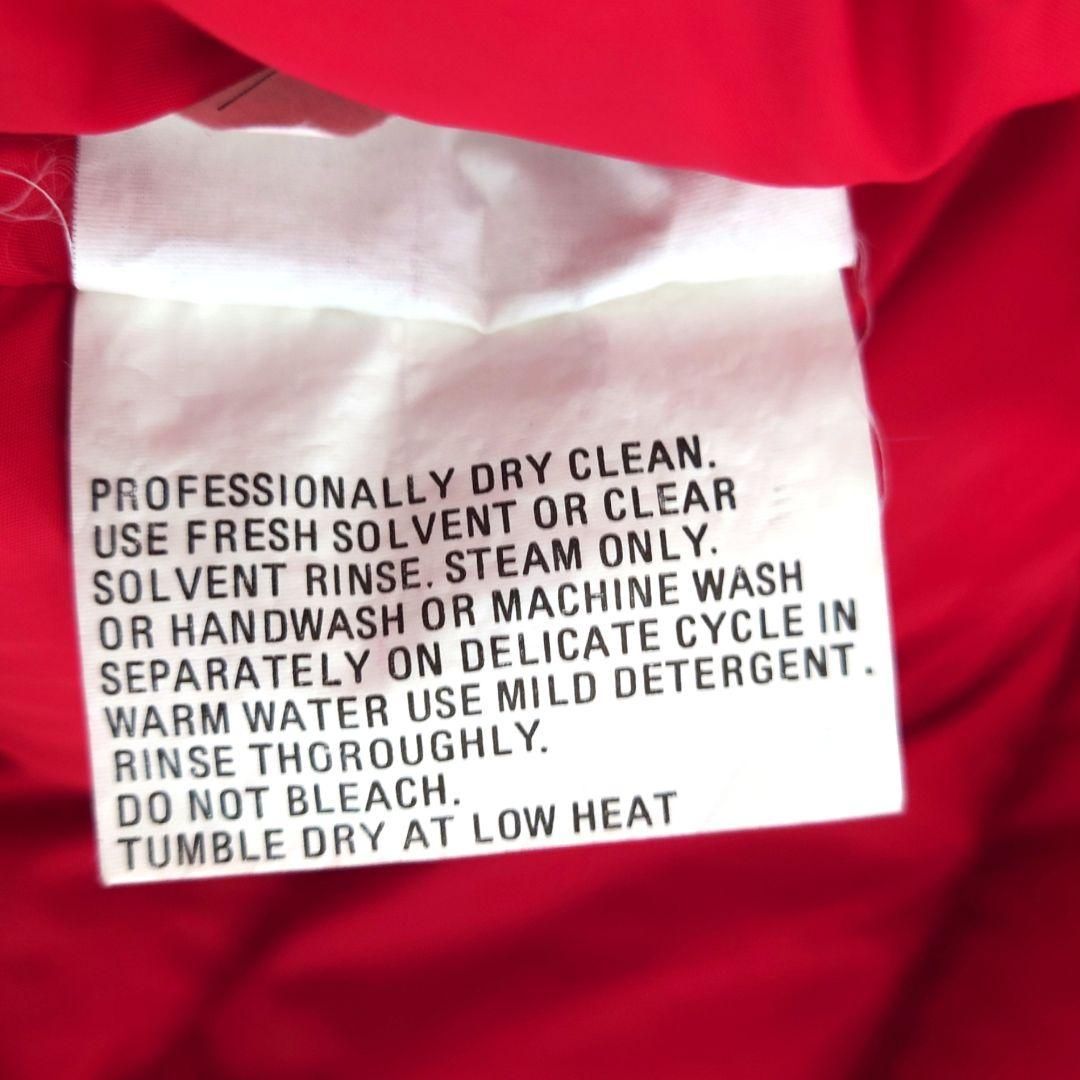 PROFESSIONALLY DRY CLEAN.
USE FRESH SOLVENT OR CLEAR
SOLVENT RINSE. STEAM ONLY.
OR HANDWASH OR MACHINE WASH
SEPARATELY ON DELICATE CYCLE IN
WARM WATER USE MILD DETERGENT.
RINSE THOROUGHLY.
DO NOT BLEACH.
TUMBLE DRY AT LOW HEAT